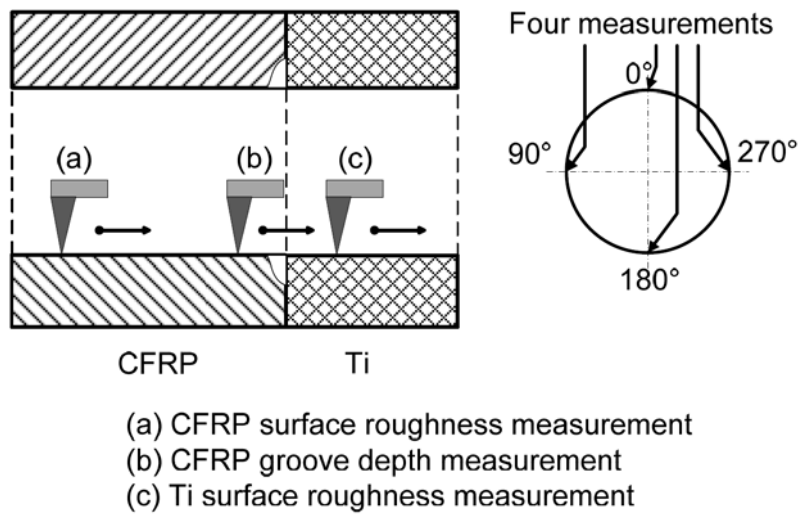 Four measurements
0°
90°
270°
180°
(a)
(b)
(c)
CFRP
Ti
(a) CFRP surface roughness measurement
(b) CFRP groove depth measurement
(c) Ti surface roughness measurement